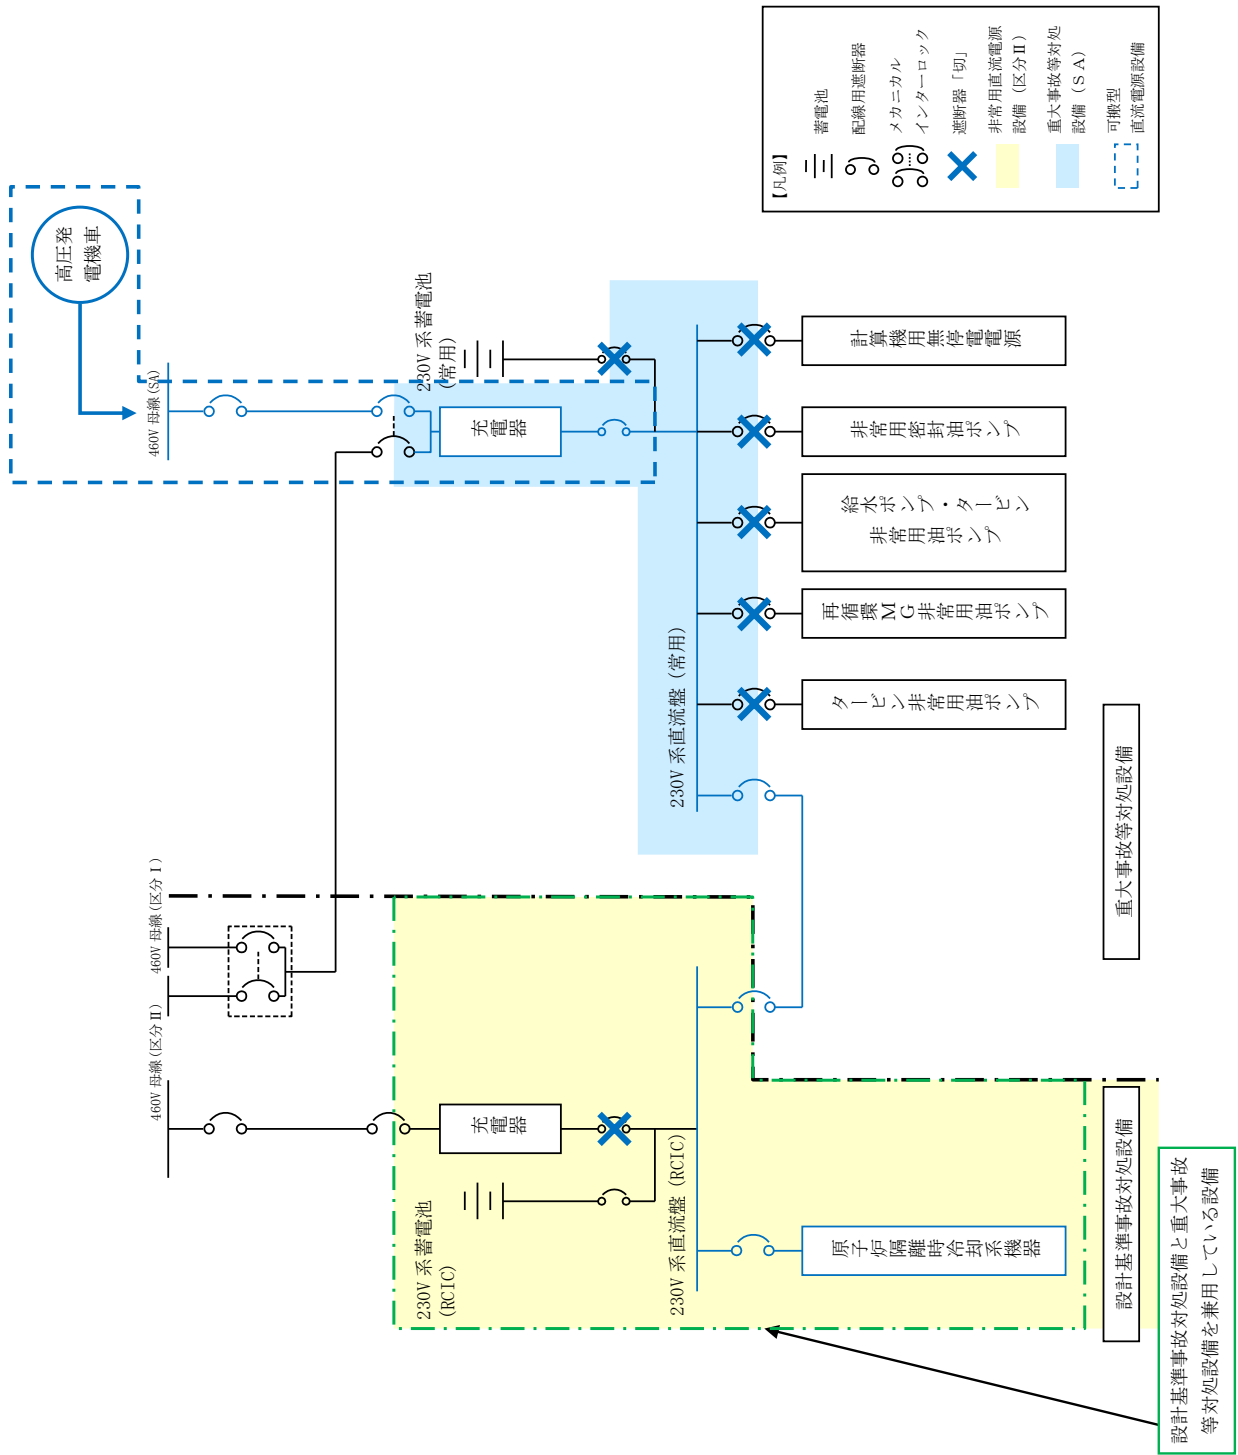 設計基準事故対処設備と重大事故
等対処設備を兼用している設備
460V 母線(区分Ⅱ)
460V 母線(区分Ⅰ)
460V 母線(SA)
高圧発
電機車
230V 系蓄電池
(RCIC)
充電器
230V 系蓄電池
(常用)
充電器
230V 系直流盤 (RCIC)
230V 系直流盤 (常用)
原子炉隔離時冷却系機器
タービン非常用油ポンプ
再循環MG非常用油ポンプ
給水ポンプ・タービン
非常用油ポンプ
非常用密封油ポンプ
計算機用無停電電源
設計基準事故対処設備
重大事故等対処設備
【凡例】
蓄電池
配線用遮断器
メカニカル
インターロック
遮断器「切」
非常用直流電源
設備(区分Ⅱ)
重大事故等対処
設備(SA)
可搬型
直流電源設備